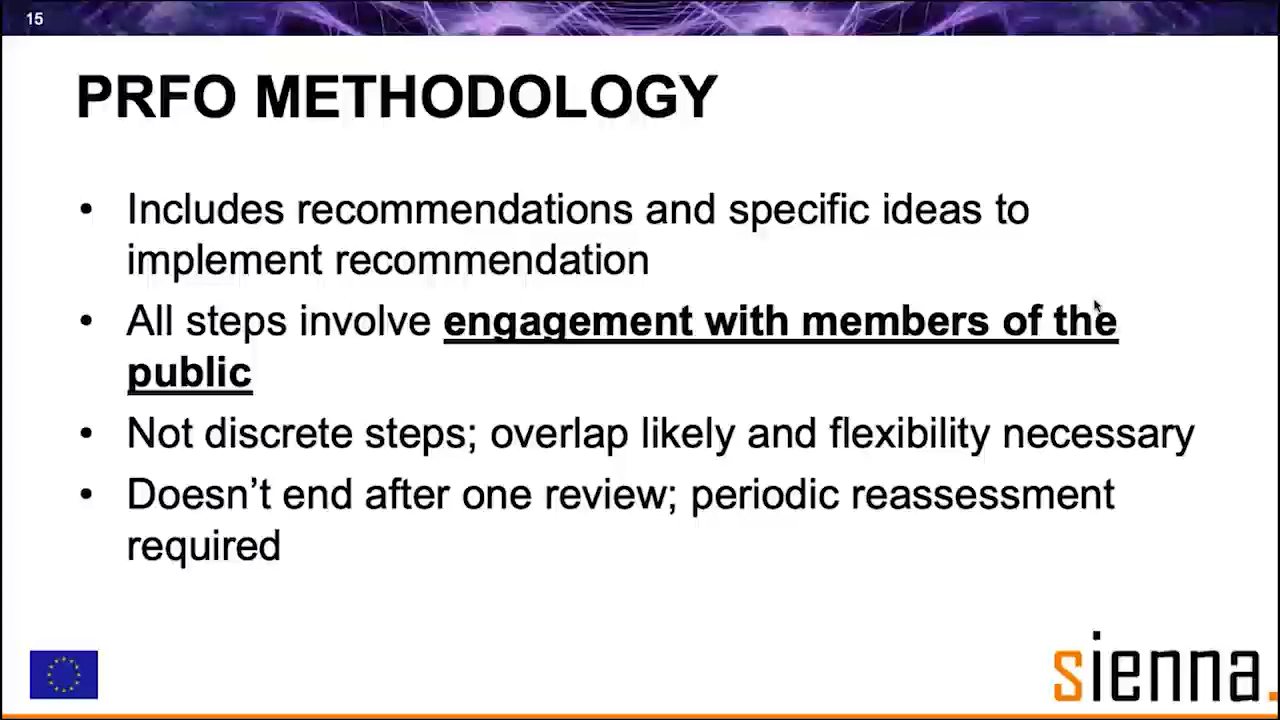 15
PRFO METHODOLOGY
• Includes recommendations and specific ideas to
implement recommendation
• All steps involve engagement with members of the
public
• Not discrete steps; overlap likely and flexibility necessary
• Doesn’t end after one review; periodic reassessment
required
sienna.